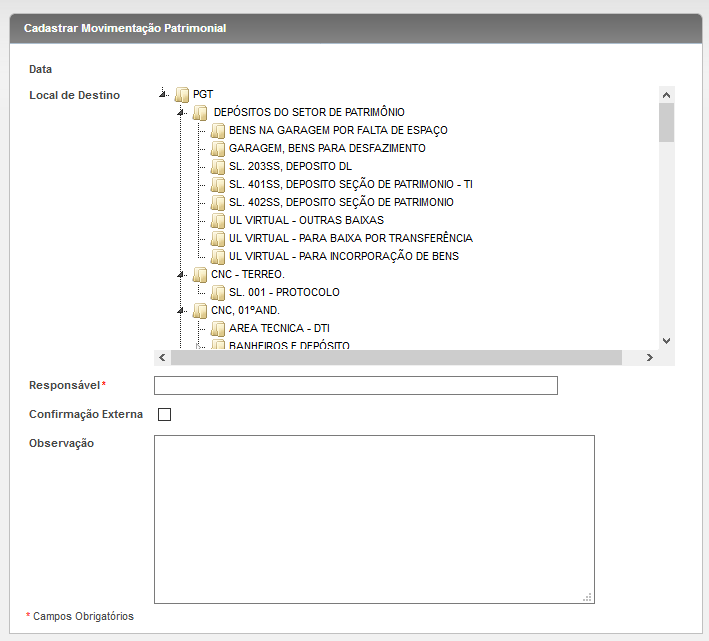 Cadastrar Movimentação Patrimonial
Data
Local de Destino
PGT
DEPÓSITOS DO SETOR DE PATRIMÔNIO
BENS NA GARAGEM POR FALTA DE ESPAÇO
GARAGEM, BENS PARA DESFAZIMENTO
SL. 203SS, DEPOSITO DL
SL. 401SS, DEPOSITO SEÇÃO DE PATRIMONIO - TI
SL. 402SS, DEPOSITO SEÇÃO DE PATRIMONIO
UL VIRTUAL - OUTRAS BAIXAS
UL VIRTUAL - PARA BAIXA POR TRANSFERÊNCIA
UL VIRTUAL - PARA INCORPORAÇÃO DE BENS
CNC - TERREO.
SL. 001 - PROTOCOLO
CNC, 01ºAND.
AREA TECNICA - DTI
BANHEIROS E DEPÓSITO
Responsável*
Confirmação Externa
Observação
* Campos Obrigatórios